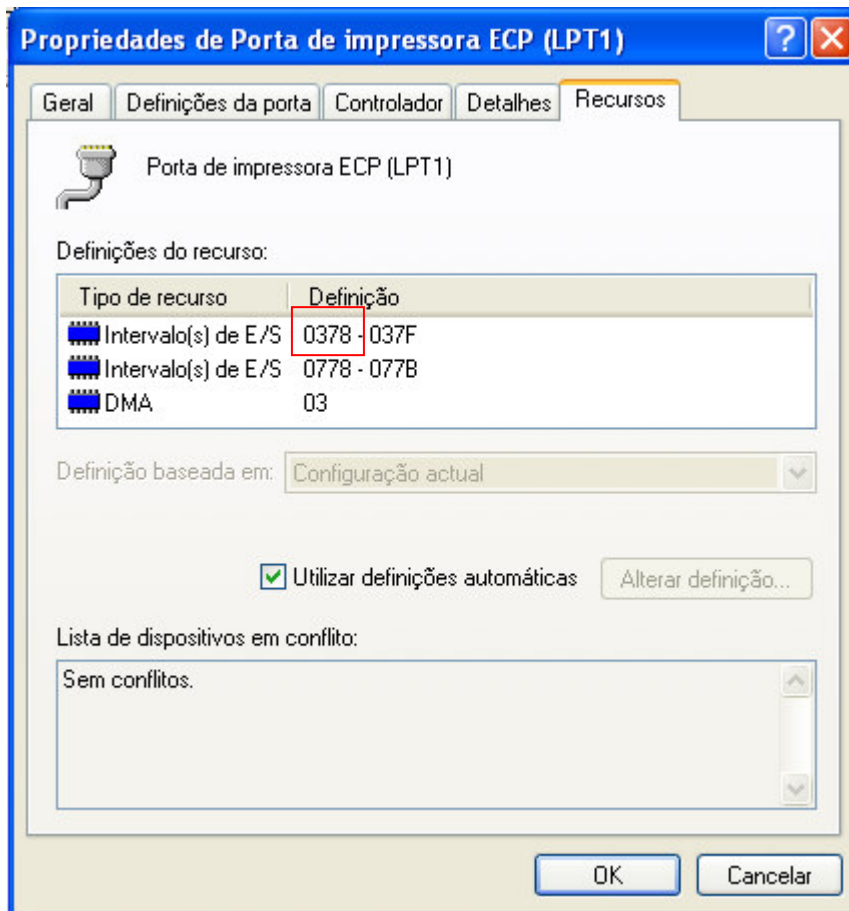 Propriedades de Porta de impressora ECP (LPT1)
Geral Definições da porta Controlador Detalhes Recursos
Porta de impressora ECP (LPT1)
Definições do recurso:
Tipo de recurso Definição
Intervalo(s) de E/S 0378 - 037F
Intervalo(s) de E/S 0778 - 077B
DMA 03
Definição baseada em: Configuração actual
Utilizar definições automáticas Alterar definição...
Lista de dispositivos em conflito:
Sem conflitos.
OK Cancelar